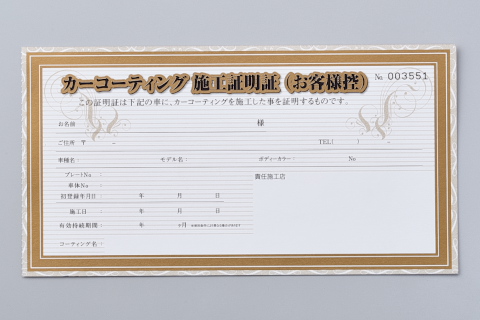 カーコーティング 施工証明証 (お客様控)
No. 003551
この証明証は下記の車に、カーコーティングを施工した事を証明するものです。
お名前 様
ご住所 〒 － TEL( )
車種名： モデル名： ボディーカラー： No
プレートNo ：
車体No ：
初登録年月日： 年 月 日
責任施工店
施工日 ： 年 月 日
有効持続期間： 年 ヶ月
コーティング名：